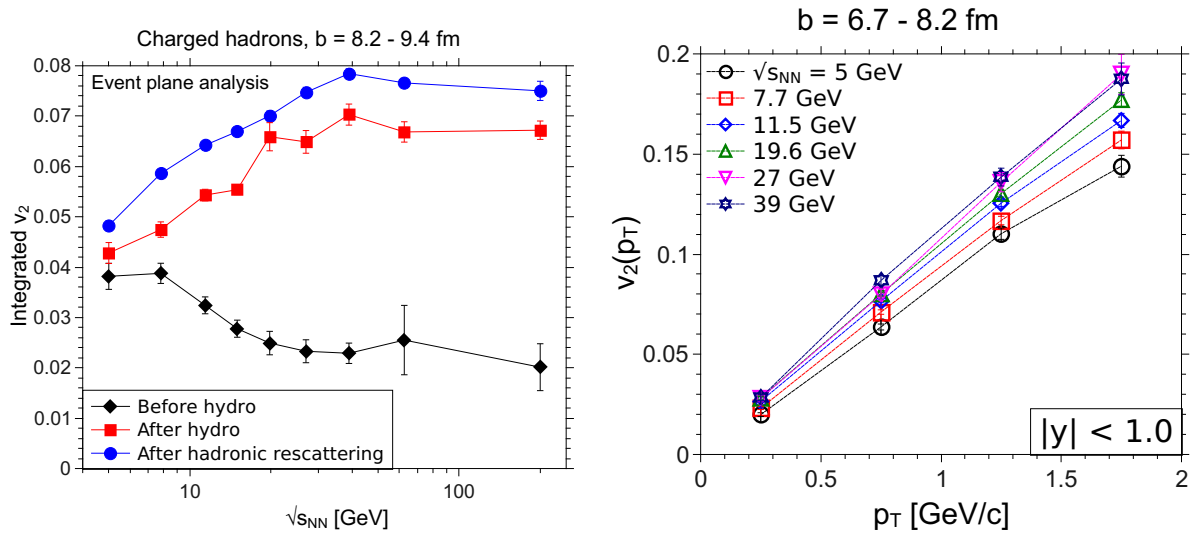 Charged hadrons, b = 8.2 - 9.4 fm
Event plane analysis
Integrated v₂
0.08
0.07
0.06
0.05
0.04
0.03
0.02
0.01
0
Before hydro
After hydro
After hadronic rescattering
10
100
√sNN [GeV]
b = 6.7 - 8.2 fm
√sNN = 5 GeV
7.7 GeV
11.5 GeV
19.6 GeV
27 GeV
39 GeV
v₂(pT)
0.2
0.15
0.1
0.05
0
|y| < 1.0
0
0.5
1
1.5
2
pT [GeV/c]